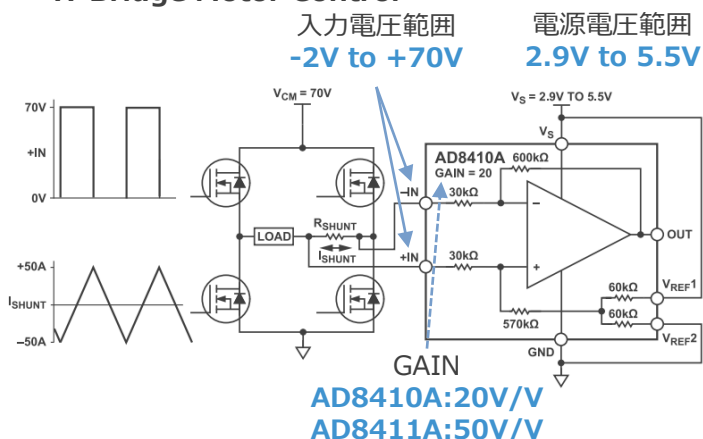 入力電圧範囲
-2V to +70V
電源電圧範囲
2.9V to 5.5V
70V
+IN
0V
+50A
ISHUNT
–50A
VCM = 70V
LOAD
RSHUNT
ISHUNT
VS = 2.9V TO 5.5V
VS
AD8410A
GAIN = 20
600kΩ
–IN
30kΩ
+IN
30kΩ
570kΩ
60kΩ
60kΩ
OUT
VREF1
VREF2
GND
GAIN
AD8410A:20V/V
AD8411A:50V/V